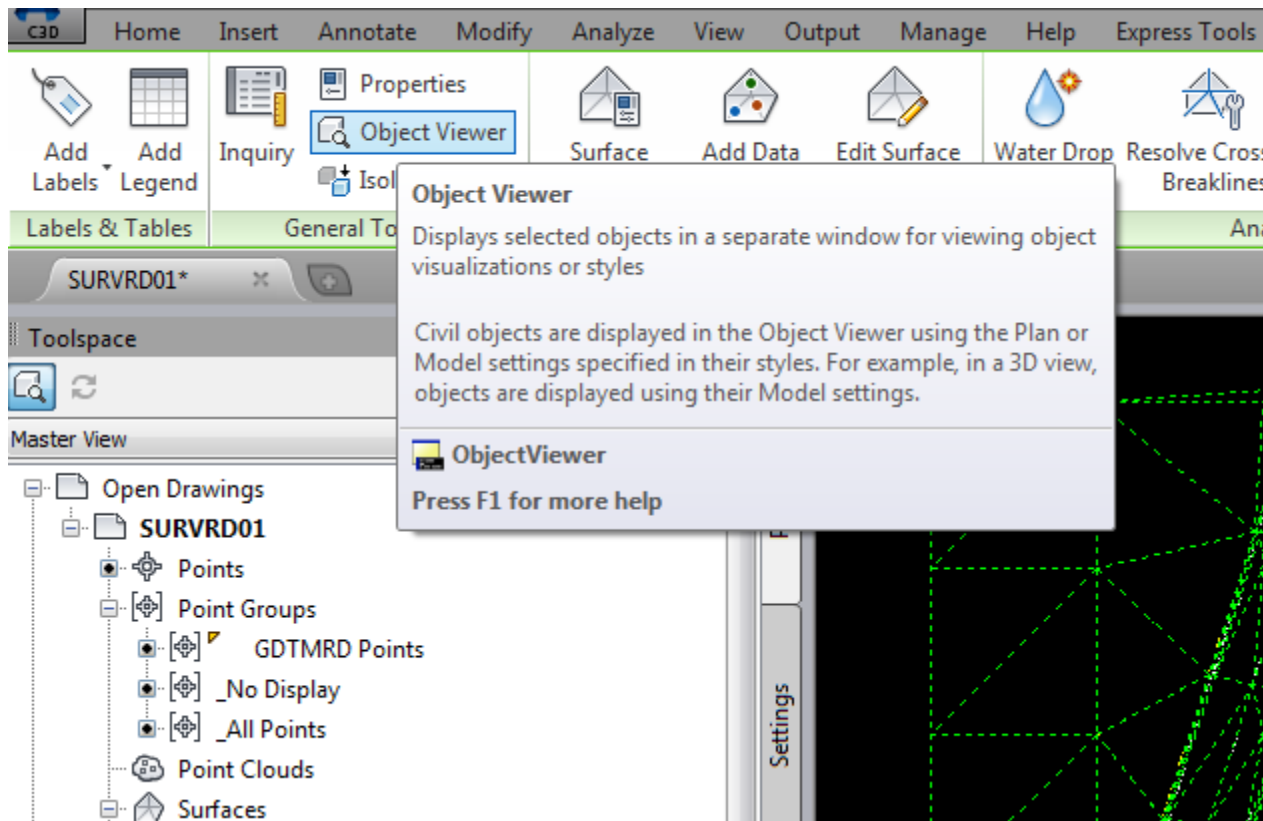 C3D Home Insert Annotate Modify Analyze View Output Manage Help Express Tools
Properties
Object Viewer
Add Add Inquiry Surface Add Data Edit Surface Water Drop Resolve Cross
Labels Legend Isol Breaklines
Labels & Tables General To Ana
Object Viewer
Displays selected objects in a separate window for viewing object
visualizations or styles
Civil objects are displayed in the Object Viewer using the Plan or
Model settings specified in their styles. For example, in a 3D view,
objects are displayed using their Model settings.
ObjectViewer
Press F1 for more help
SURVRD01*
Toolspace
Master View
Open Drawings
SURVRD01
Points
Point Groups
GDTMRD Points
_No Display
_All Points
Point Clouds
Surfaces
Settings